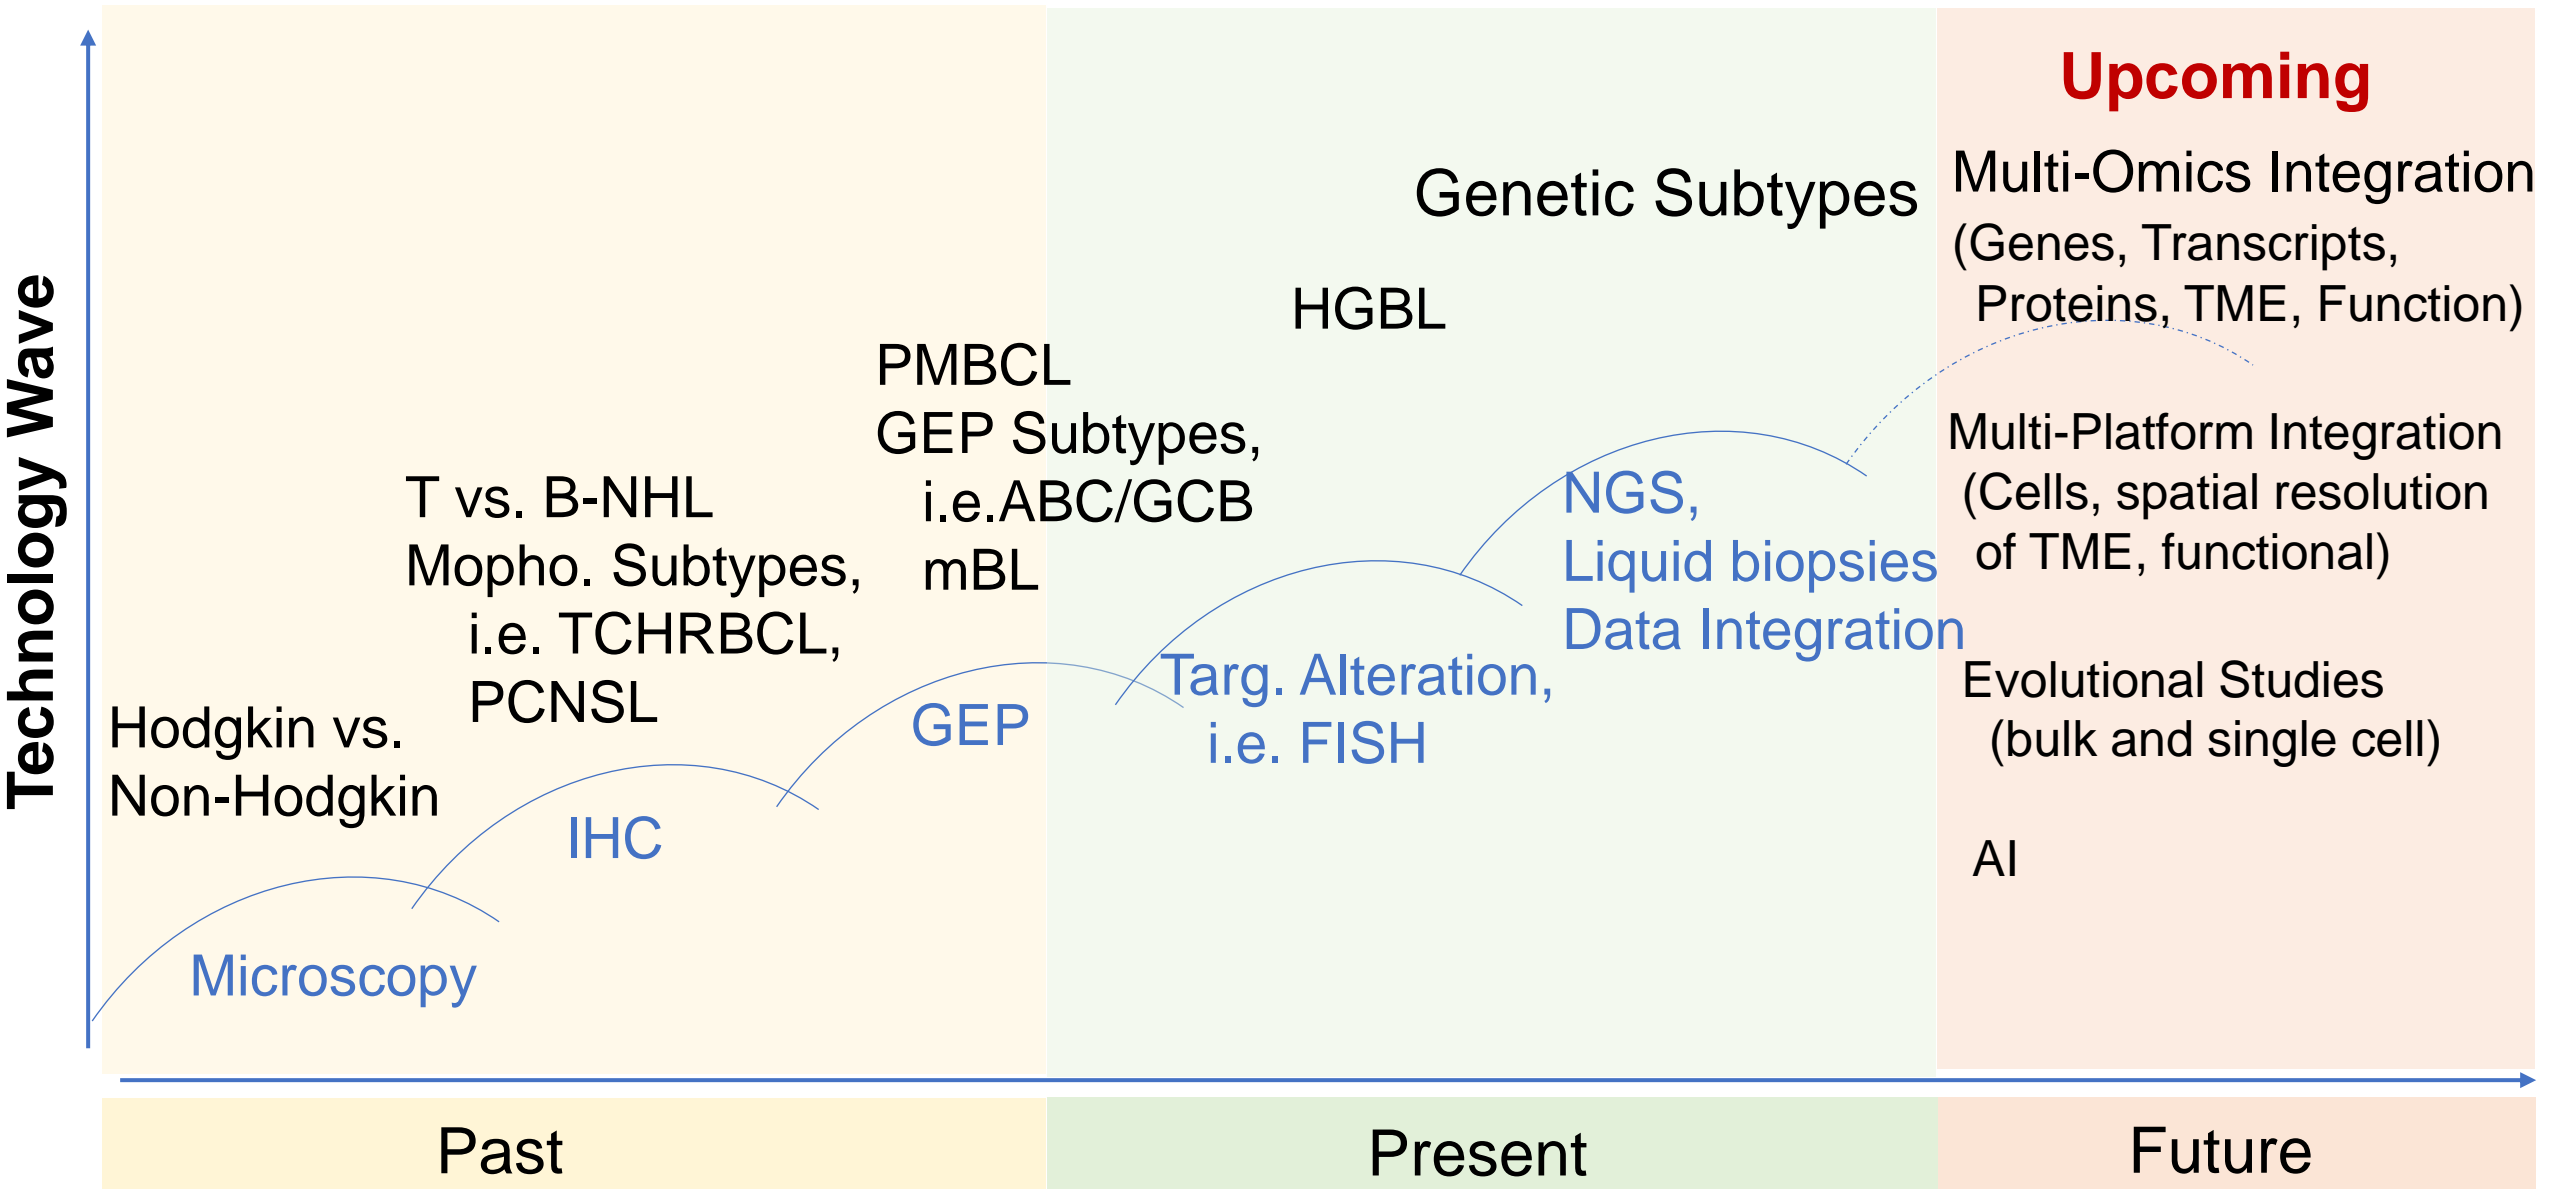 Technology Wave
Hodgkin vs.
Non-Hodgkin
Microscopy
T vs. B-NHL
Mopho. Subtypes,
i.e. TCHRBCL,
PCNSL
IHC
PMBCL
GEP Subtypes,
i.e.ABC/GCB
mBL
GEP
HGBL
Targ. Alteration,
i.e. FISH
Genetic Subtypes
NGS,
Liquid biopsies
Data Integration
Upcoming
Multi-Omics Integration
(Genes, Transcripts,
Proteins, TME, Function)
Multi-Platform Integration
(Cells, spatial resolution
of TME, functional)
Evolutional Studies
(bulk and single cell)
AI
Past
Present
Future